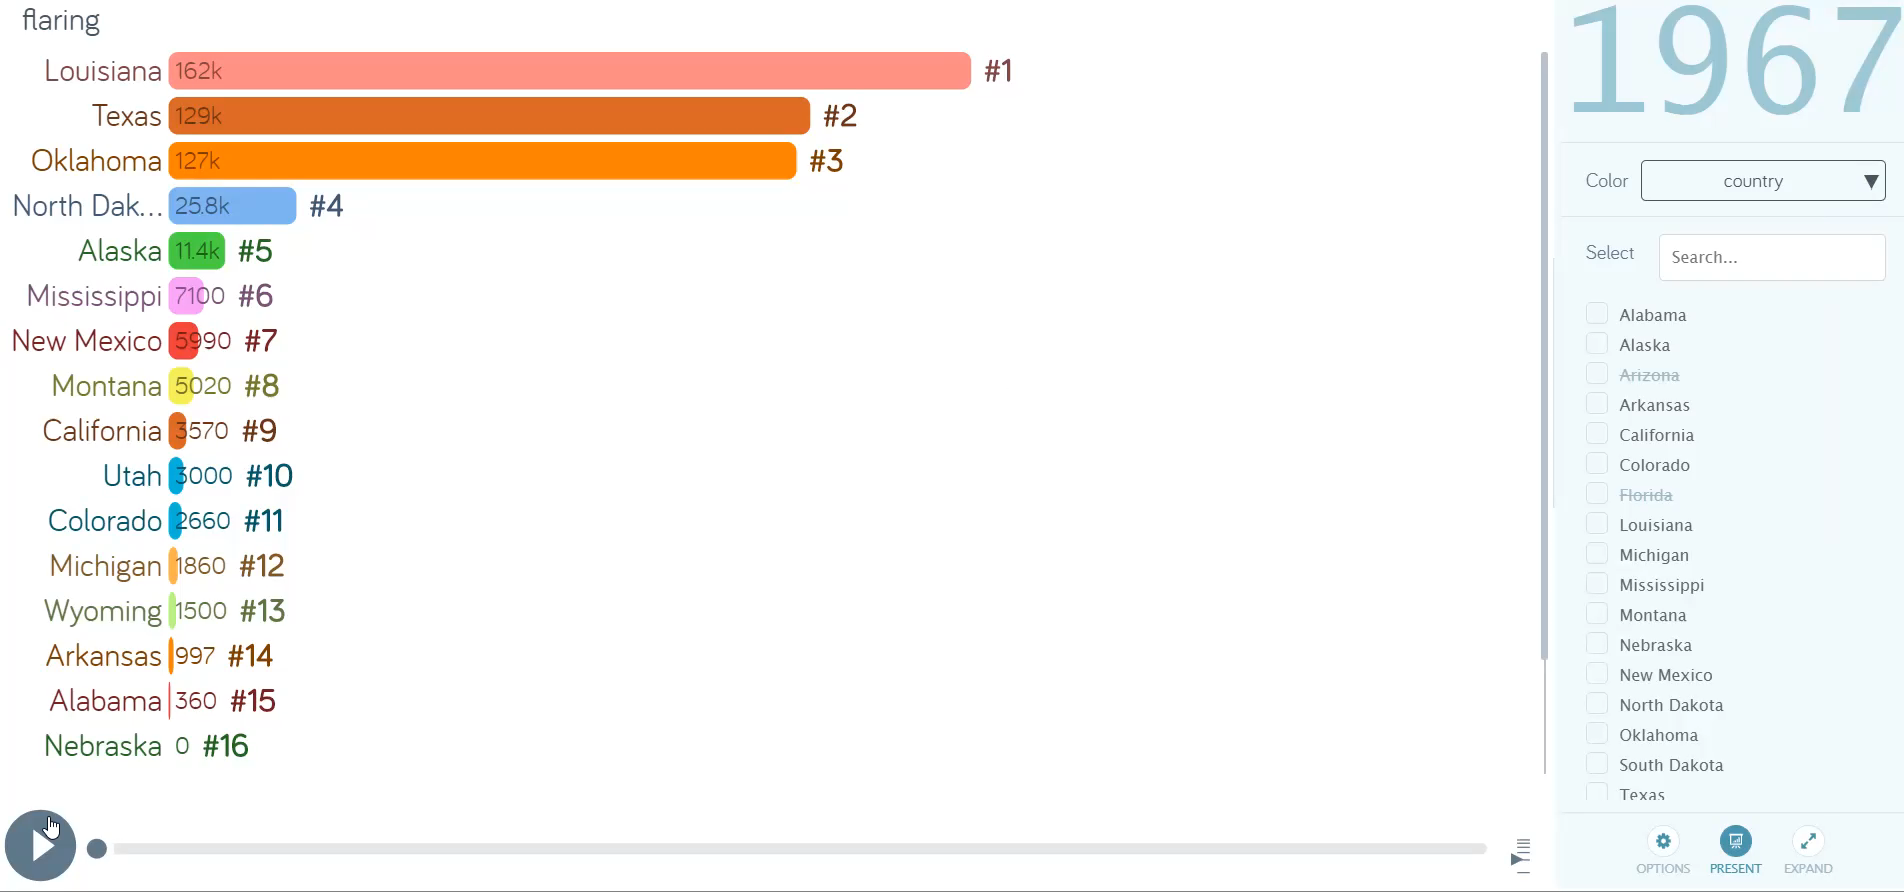 flaring
Louisiana 162k #1
Texas 129k #2
Oklahoma 127k #3
North Dak... 25.8k #4
Alaska 11.4k #5
Mississippi 7100 #6
New Mexico 5990 #7
Montana 5020 #8
California 3570 #9
Utah 3000 #10
Colorado 2660 #11
Michigan 1860 #12
Wyoming 1500 #13
Arkansas 997 #14
Alabama 360 #15
Nebraska 0 #16
1967
Color country
Select Search...
Alabama
Alaska
Arizona
Arkansas
California
Colorado
Florida
Louisiana
Michigan
Mississippi
Montana
Nebraska
New Mexico
North Dakota
Oklahoma
South Dakota
Texas
OPTIONS PRESENT EXPAND